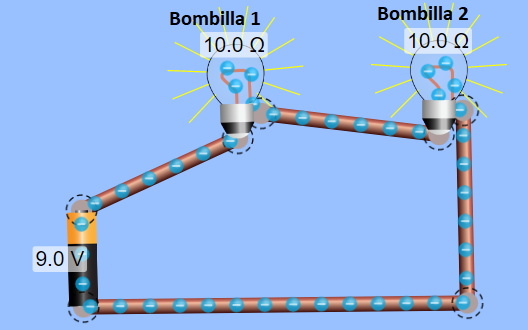 Bombilla 1
10.0 Ω
Bombilla 2
10.0 Ω
9.0 V